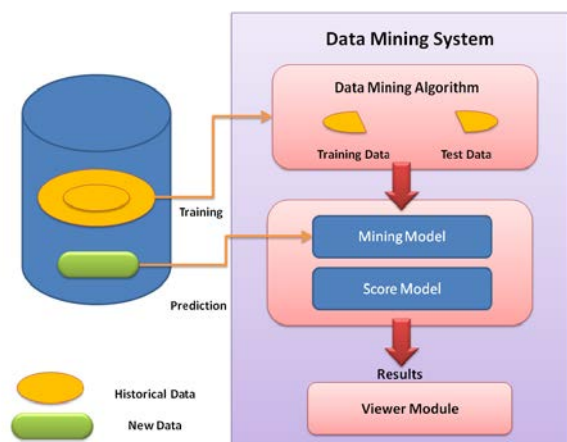 Data Mining System
Data Mining Algorithm
Training Data
Test Data
Training
Mining Model
Score Model
Prediction
Results
Viewer Module
Historical Data
New Data